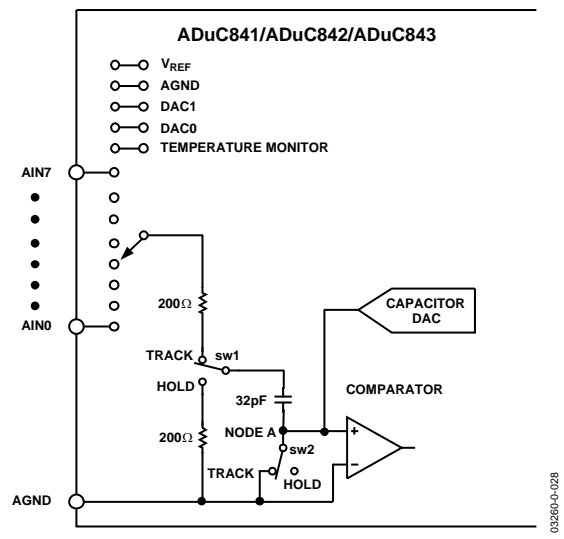 ADuC841/ADuC842/ADuC843
VREF
AGND
DAC1
DAC0
TEMPERATURE MONITOR
AIN7
AIN0
200Ω
TRACK sw1
HOLD
32pF
200Ω
NODE A
sw2
TRACK
HOLD
CAPACITOR
DAC
COMPARATOR
+
−
AGND
03260-0-028